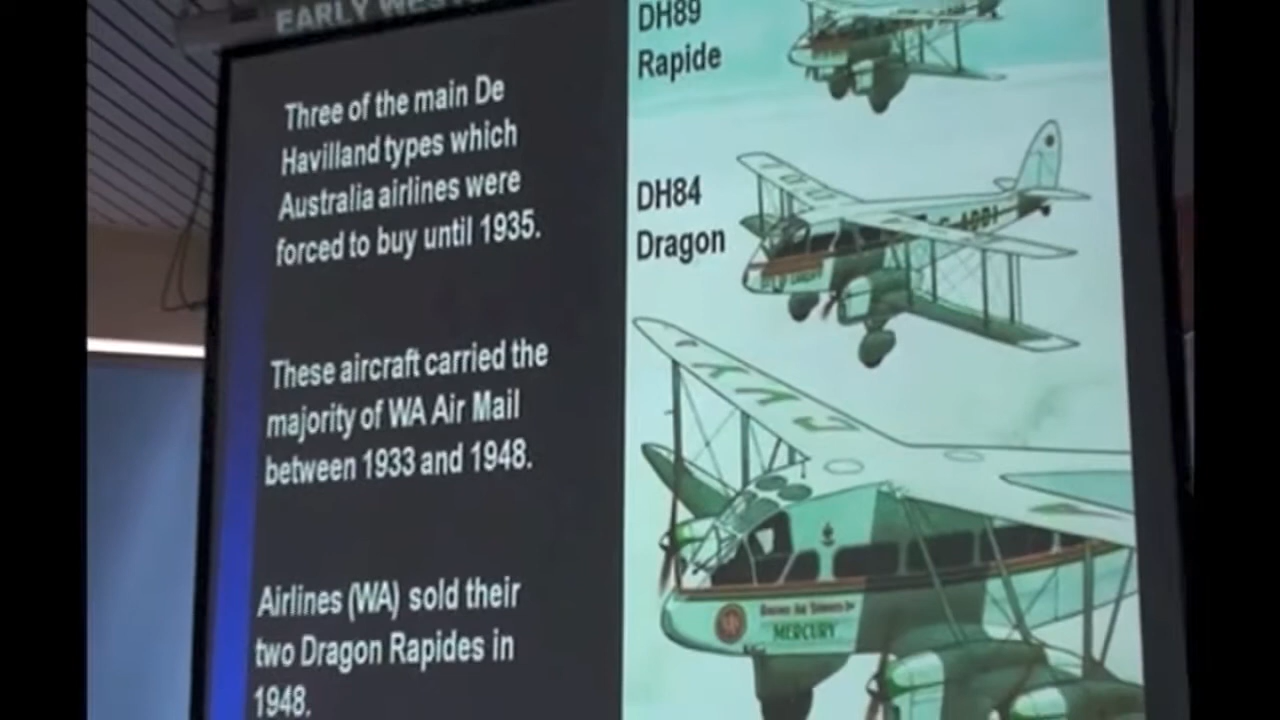 EARLY
Three of the main De
Havilland types which
Australia airlines were
forced to buy until 1935.
These aircraft carried the
majority of WA Air Mail
between 1933 and 1948.
Airlines (WA) sold their
two Dragon Rapides in
1948.
DH89
Rapide
DH84
Dragon
MERCURY